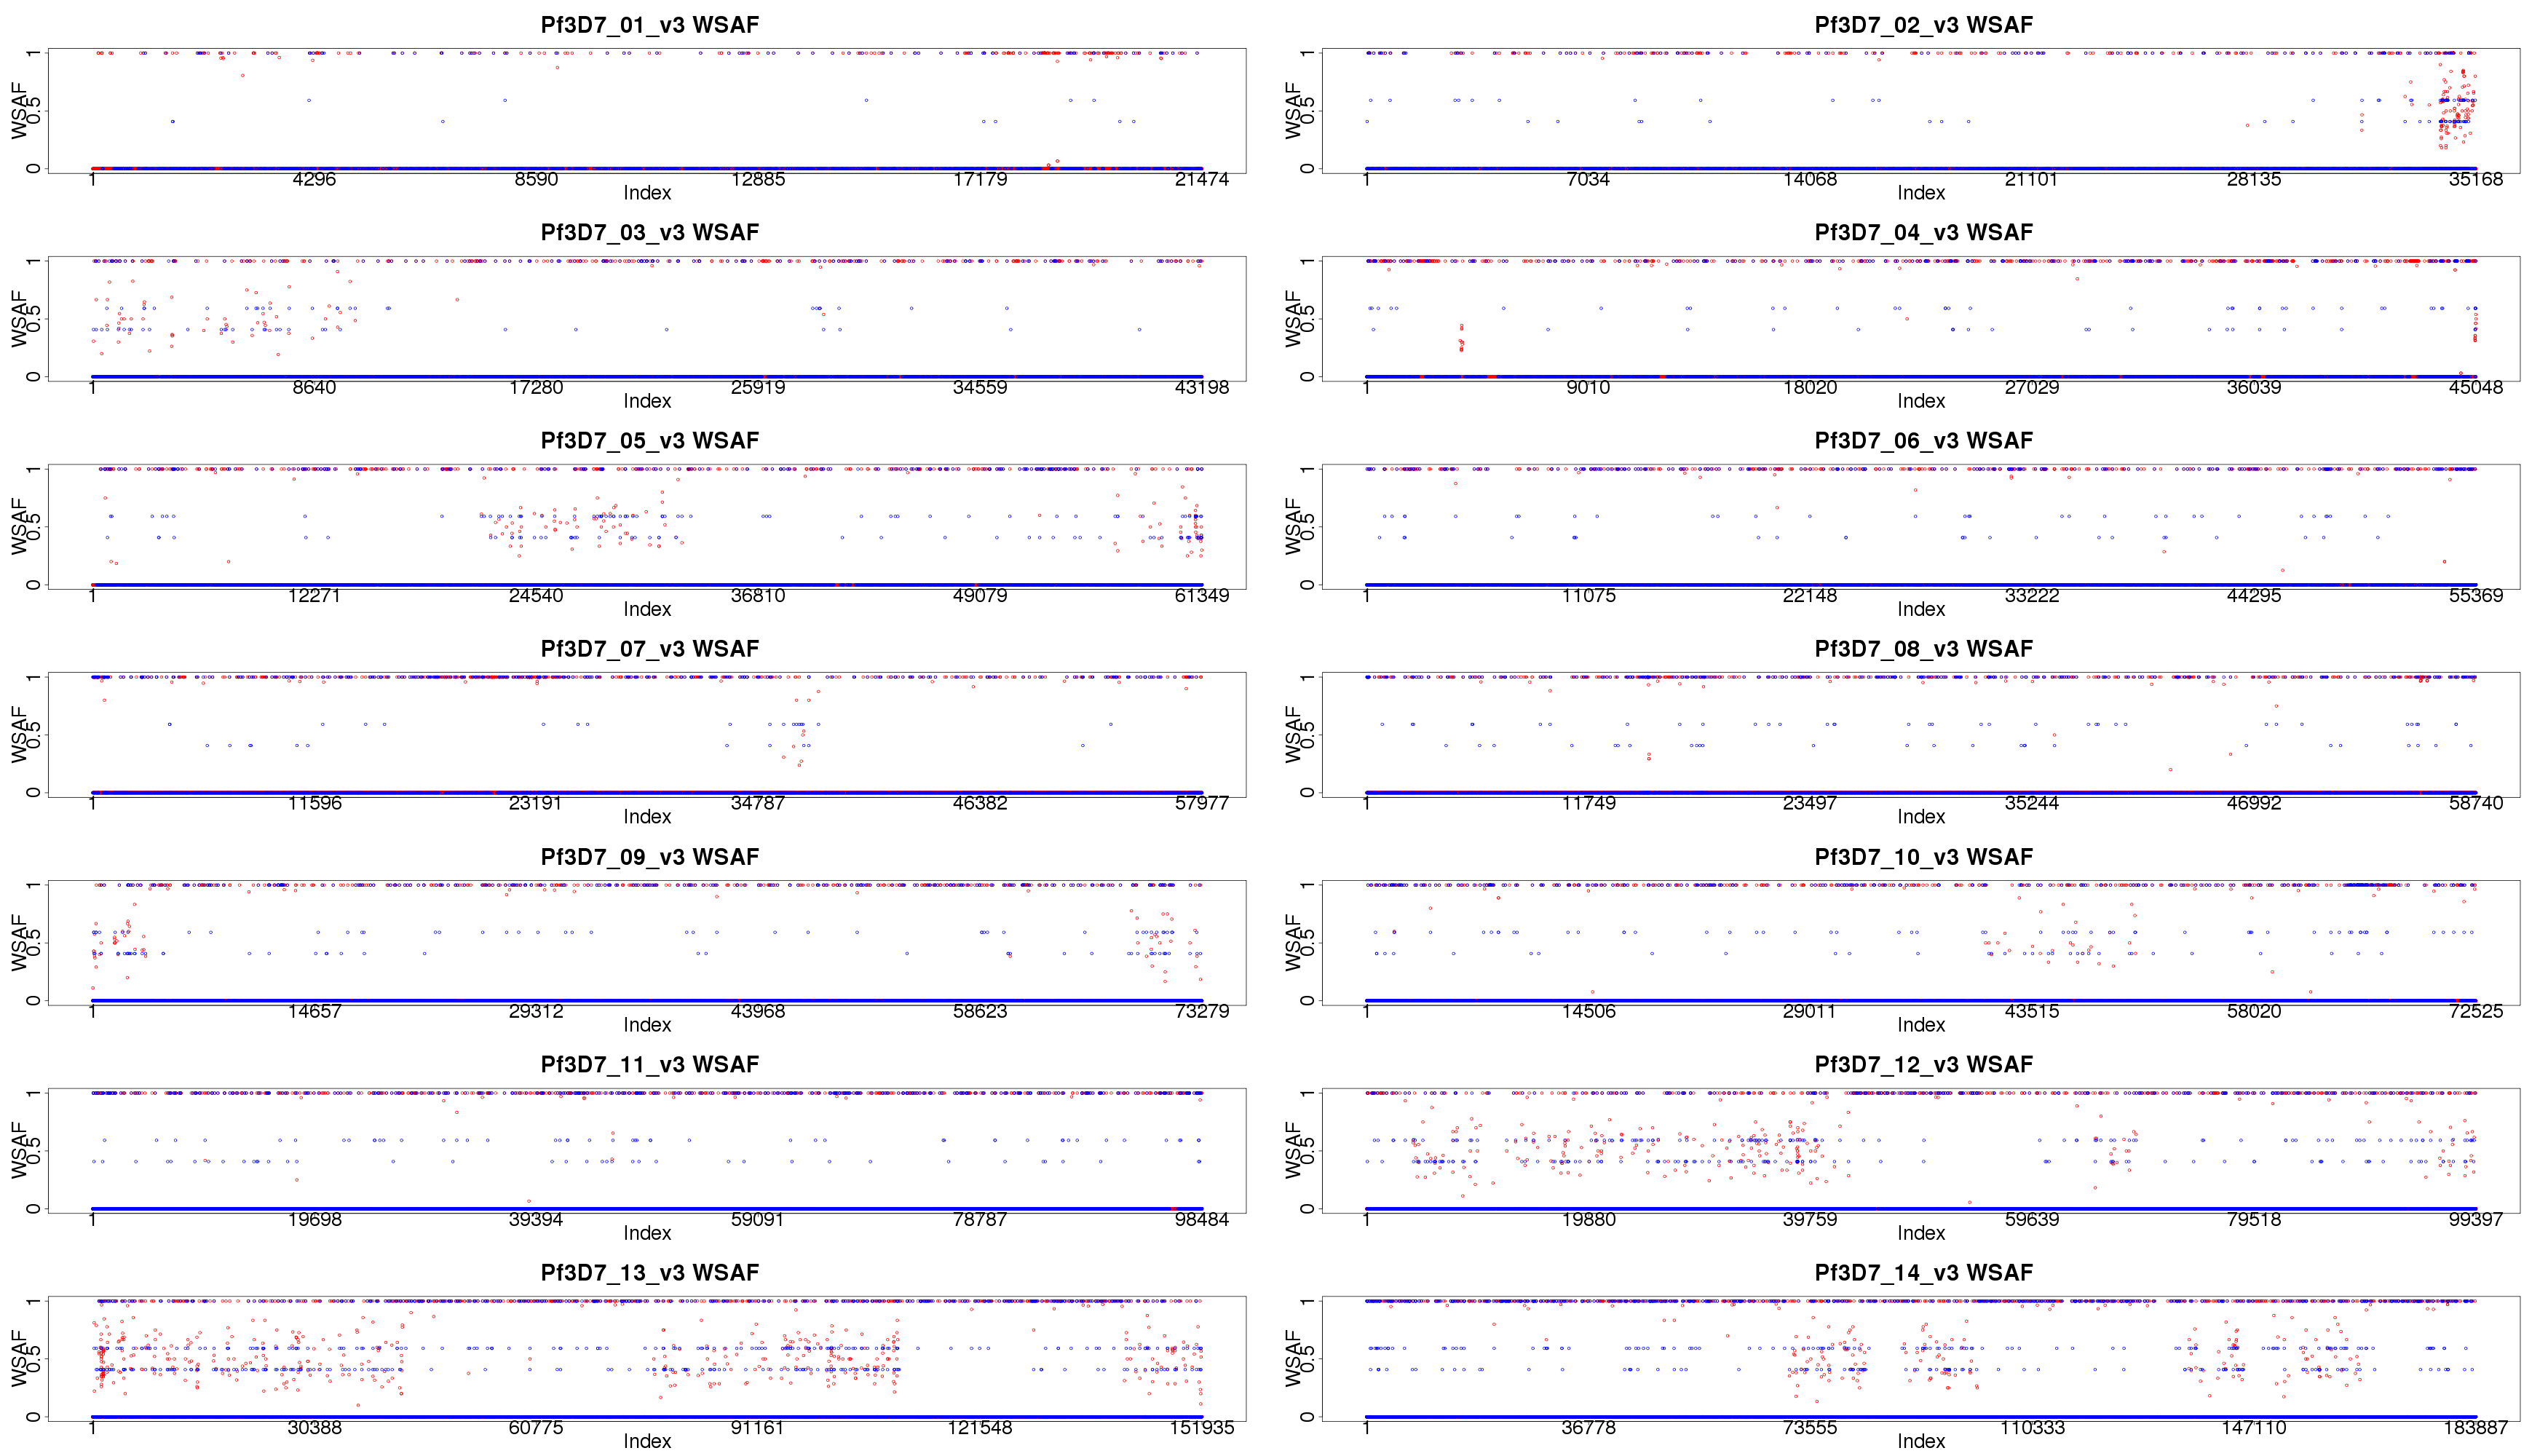 Pf3D7_01_v3 WSAF
WSAF
0 0.5 1
1 4296 8590 12885 17179 21474
Index
Pf3D7_02_v3 WSAF
WSAF
0 0.5 1
1 7034 14068 21101 28135 35168
Index
Pf3D7_03_v3 WSAF
WSAF
0 0.5 1
1 8640 17280 25919 34559 43198
Index
Pf3D7_04_v3 WSAF
WSAF
0 0.5 1
1 9010 18020 27029 36039 45048
Index
Pf3D7_05_v3 WSAF
WSAF
0 0.5 1
1 12271 24540 36810 49079 61349
Index
Pf3D7_06_v3 WSAF
WSAF
0 0.5 1
1 11075 22148 33222 44295 55369
Index
Pf3D7_07_v3 WSAF
WSAF
0 0.5 1
1 11596 23191 34787 46382 57977
Index
Pf3D7_08_v3 WSAF
WSAF
0 0.5 1
1 11749 23497 35244 46992 58740
Index
Pf3D7_09_v3 WSAF
WSAF
0 0.5 1
1 14657 29312 43968 58623 73279
Index
Pf3D7_10_v3 WSAF
WSAF
0 0.5 1
1 14506 29011 43515 58020 72525
Index
Pf3D7_11_v3 WSAF
WSAF
0 0.5 1
1 19698 39394 59091 78787 98484
Index
Pf3D7_12_v3 WSAF
WSAF
0 0.5 1
1 19880 39759 59639 79518 99397
Index
Pf3D7_13_v3 WSAF
WSAF
0 0.5 1
1 30388 60775 91161 121548 151935
Index
Pf3D7_14_v3 WSAF
WSAF
0 0.5 1
1 36778 73555 110333 147110 183887
Index